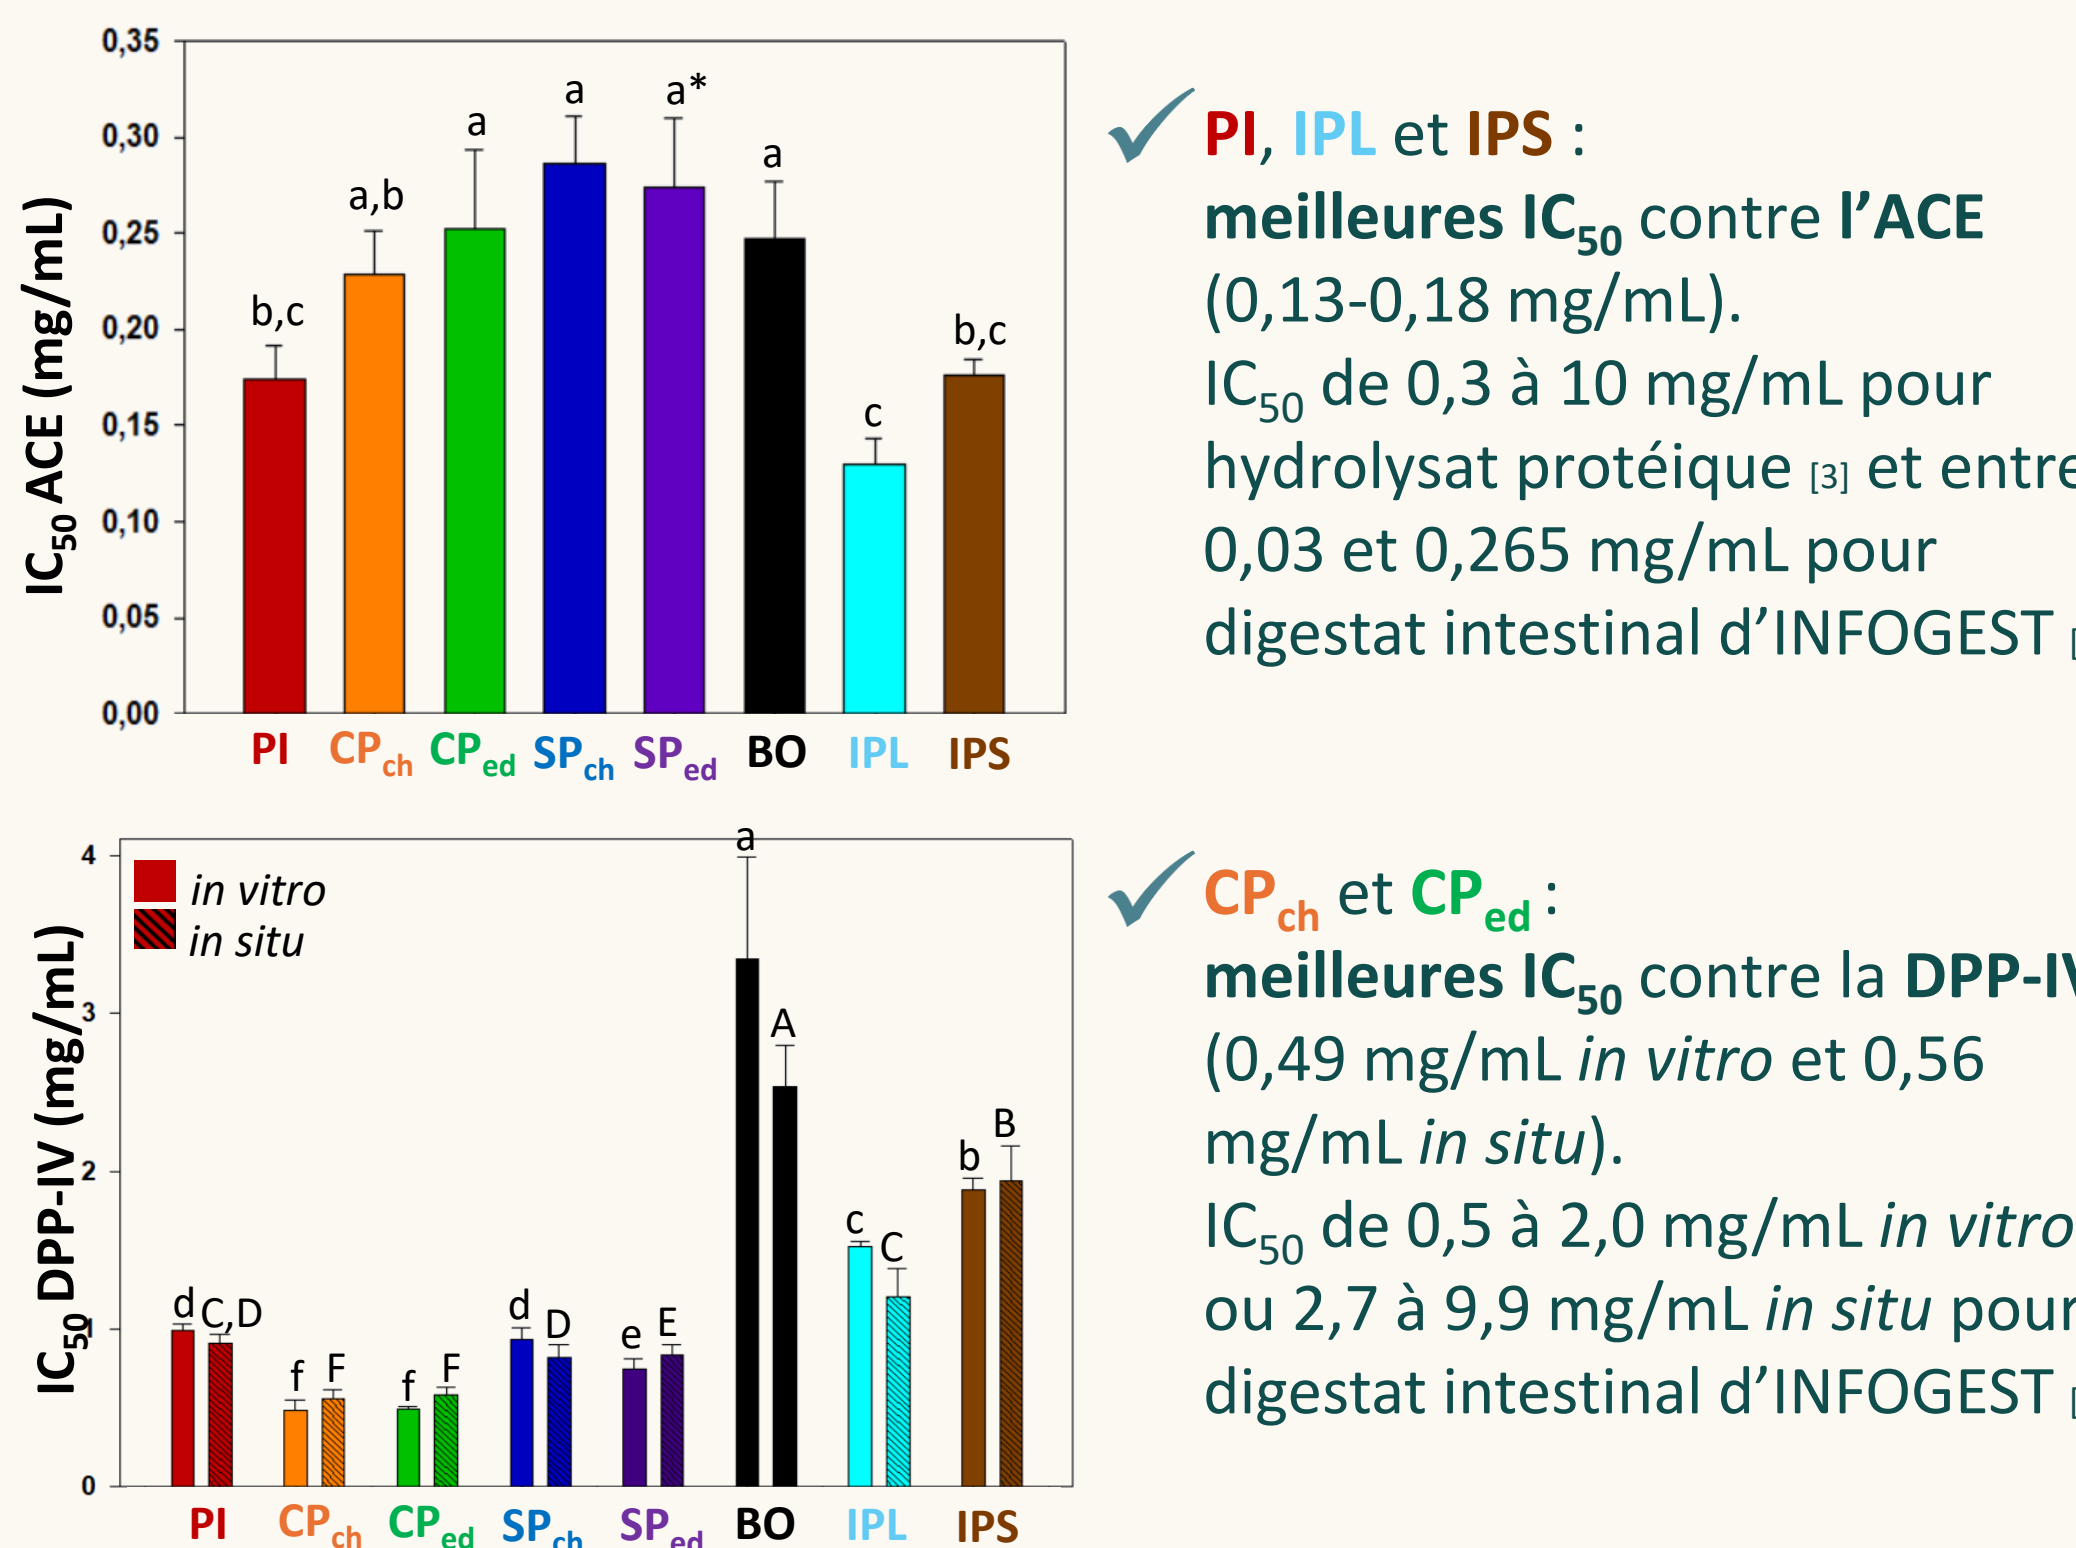 0,35
0,30
0,25
0,20
0,15
0,10
0,05
0,00
IC50 ACE (mg/mL)
b,c
a,b
a
a
a*
a
c
b,c
PI
CPch
CPed
SPch
SPed
BO
IPL
IPS
PI, IPL et IPS :
meilleures IC50 contre l’ACE
(0,13-0,18 mg/mL).
IC50 de 0,3 à 10 mg/mL pour
hydrolysat protéique [3] et entre
0,03 et 0,265 mg/mL pour
digestat intestinal d’INFOGEST [
4
3
2
1
0
IC50 DPP-IV (mg/mL)
in vitro
in situ
d
C,D
f
F
f
F
d
D
e
E
a
A
c
C
b
B
PI
CPch
CPed
SPch
SPed
BO
IPL
IPS
CPch et CPed :
meilleures IC50 contre la DPP-IV
(0,49 mg/mL in vitro et 0,56
mg/mL in situ).
IC50 de 0,5 à 2,0 mg/mL in vitro
ou 2,7 à 9,9 mg/mL in situ pour
digestat intestinal d’INFOGEST [